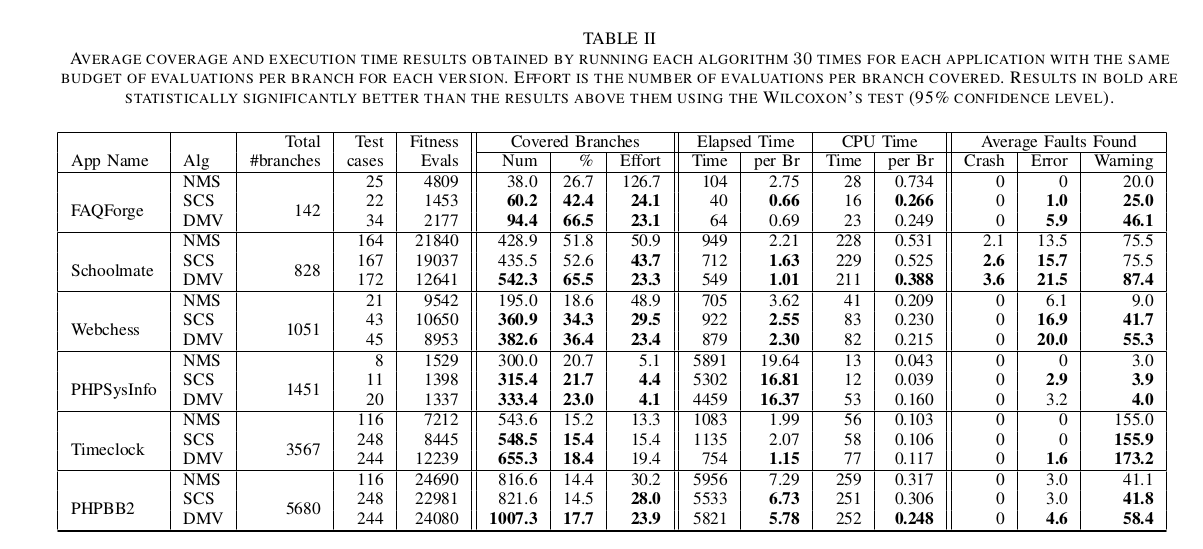 TABLE II
AVERAGE COVERAGE AND EXECUTION TIME RESULTS OBTAINED BY RUNNING EACH ALGORITHM 30 TIMES FOR EACH APPLICATION WITH THE SAME
BUDGET OF EVALUATIONS PER BRANCH FOR EACH VERSION. EFFORT IS THE NUMBER OF EVALUATIONS PER BRANCH COVERED. RESULTS IN BOLD ARE
STATISTICALLY SIGNIFICANTLY BETTER THAN THE RESULTS ABOVE THEM USING THE WILCOXON'S TEST (95% CONFIDENCE LEVEL).
Total Test Fitness Covered Branches Elapsed Time CPU Time Average Faults Found
App Name Alg #branches cases Evals Num % Effort Time per Br Time per Br Crash Error Warning
NMS 25 4809 38.0 26.7 126.7 104 2.75 28 0.734 0 0 20.0
FAQForge 142 SCS 22 1453 60.2 42.4 24.1 40 0.66 16 0.266 0 1.0 25.0
DMV 34 2177 94.4 66.5 23.1 64 0.69 23 0.249 0 5.9 46.1
NMS 164 21840 428.9 51.8 50.9 949 2.21 228 0.531 2.1 13.5 75.5
Schoolmate 828 SCS 167 19037 435.5 52.6 43.7 712 1.63 229 0.525 2.6 15.7 75.5
DMV 172 12641 542.3 65.5 23.3 549 1.01 211 0.388 3.6 21.5 87.4
NMS 21 9542 195.0 18.6 48.9 705 3.62 41 0.209 0 6.1 9.0
Webchess 1051 SCS 43 10650 360.9 34.3 29.5 922 2.55 83 0.230 0 16.9 41.7
DMV 45 8953 382.6 36.4 23.4 879 2.30 82 0.215 0 20.0 55.3
NMS 8 1529 300.0 20.7 5.1 5891 19.64 13 0.043 0 0 3.0
PHPSysInfo 1451 SCS 11 1398 315.4 21.7 4.4 5302 16.81 12 0.039 0 2.9 3.9
DMV 20 1337 333.4 23.0 4.1 4459 16.37 53 0.160 0 3.2 4.0
NMS 116 7212 543.6 15.2 13.3 1083 1.99 56 0.103 0 0 155.0
Timeclock 3567 SCS 248 8445 548.5 15.4 15.4 1135 2.07 58 0.106 0 0 155.9
DMV 244 12239 655.3 18.4 19.4 754 1.15 77 0.117 0 1.6 173.2
NMS 116 24690 816.6 14.4 30.2 5956 7.29 259 0.317 0 3.0 41.1
PHPBB2 5680 SCS 248 22981 821.6 14.5 28.0 5533 6.73 251 0.306 0 3.0 41.8
DMV 244 24080 1007.3 17.7 23.9 5821 5.78 252 0.248 0 4.6 58.4